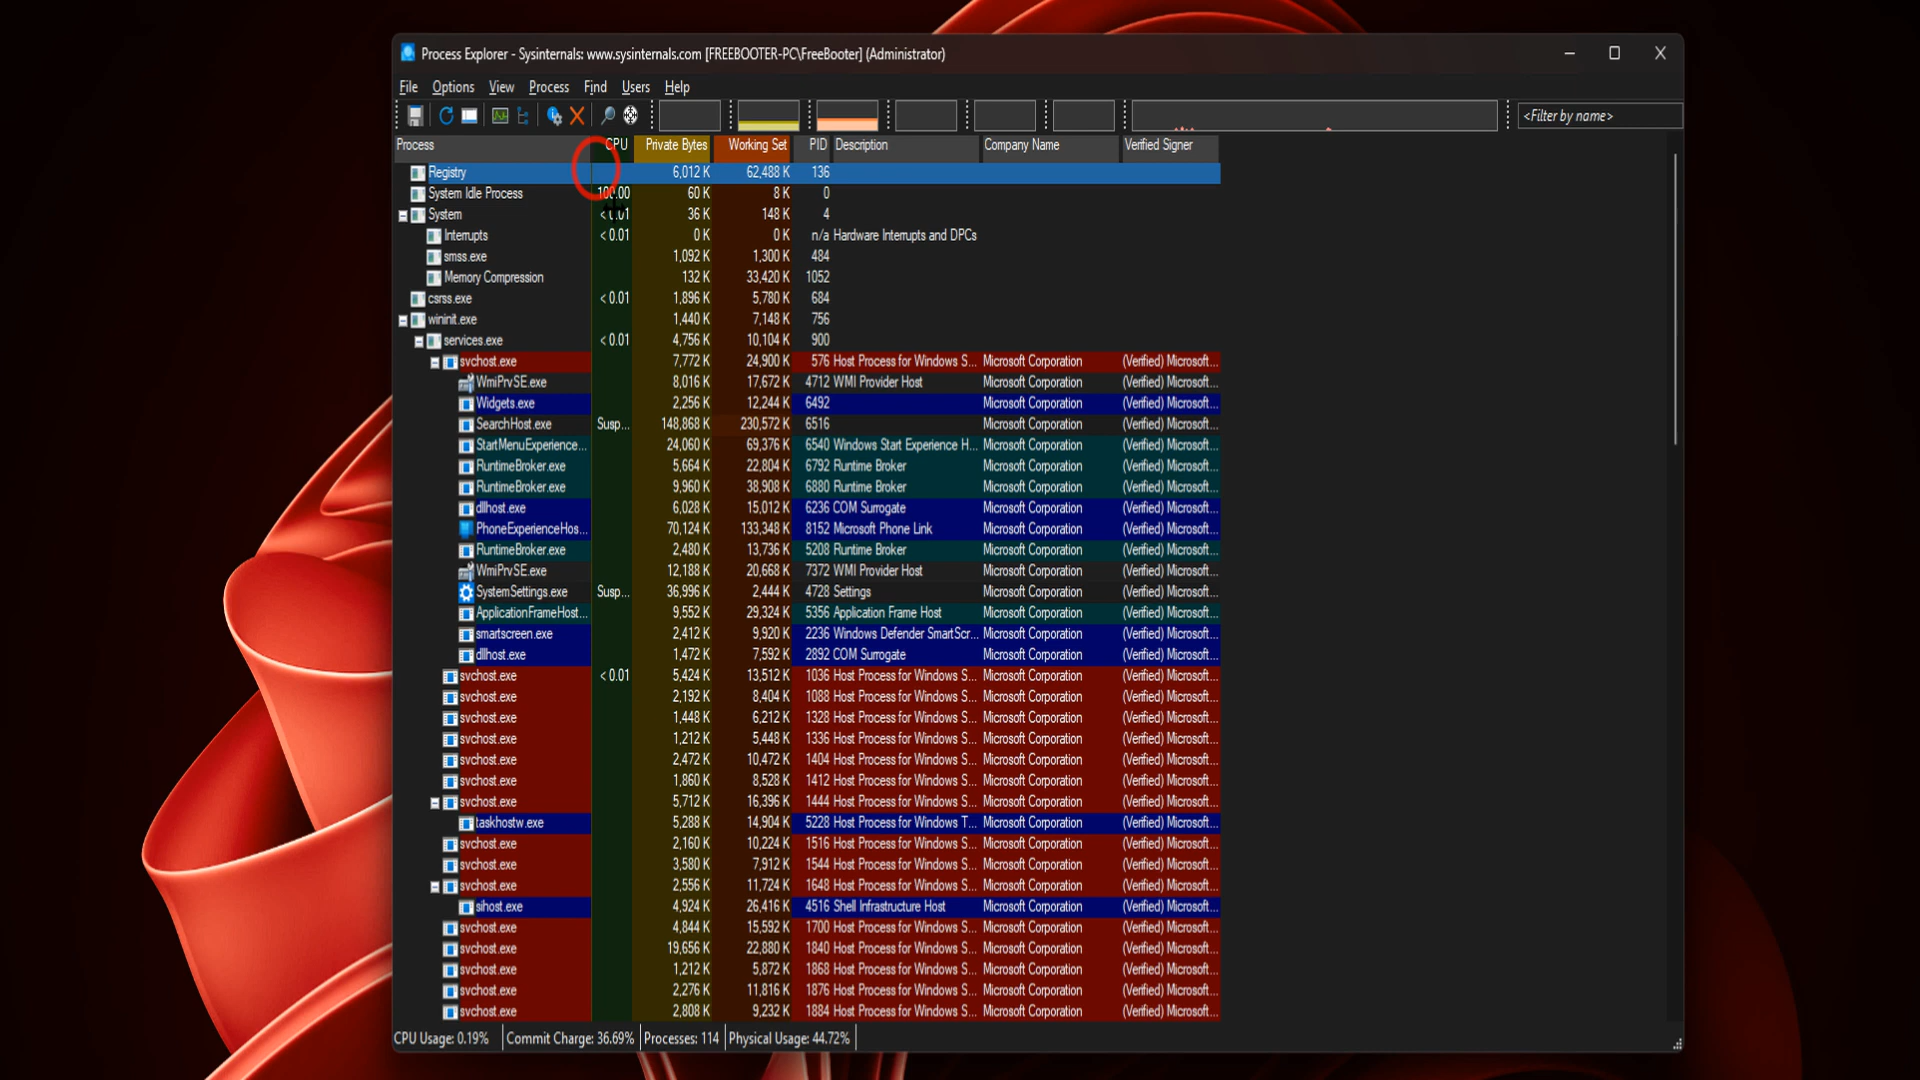 Process Explorer - Sysinternals: www.sysinternals.com [FREEBOOTER-PC\FreeBooter] (Administrator)
File Options View Process Find Users Help
<Filter by name>
Process CPU Private Bytes Working Set PID Description Company Name Verified Signer
Registry 6,012 K 62,488 K 136
System Idle Process 100.00 60 K 8 K 0
System < 0.01 36 K 148 K 4
Interrupts < 0.01 0 K 0 K n/a Hardware Interrupts and DPCs
smss.exe 1,092 K 1,300 K 484
Memory Compression 132 K 33,420 K 1052
csrss.exe < 0.01 1,896 K 5,780 K 684
wininit.exe 1,440 K 7,148 K 756
services.exe < 0.01 4,756 K 10,104 K 900
svchost.exe 7,772 K 24,900 K 576 Host Process for Windows S... Microsoft Corporation (Verified) Microsoft...
WmiPrvSE.exe 8,016 K 17,672 K 4712 WMI Provider Host Microsoft Corporation (Verified) Microsoft...
Widgets.exe 2,256 K 12,244 K 6492 Microsoft Corporation (Verified) Microsoft...
SearchHost.exe Susp... 148,868 K 230,572 K 6516 Microsoft Corporation (Verified) Microsoft...
StartMenuExperience... 24,060 K 69,376 K 6540 Windows Start Experience H... Microsoft Corporation (Verified) Microsoft...
RuntimeBroker.exe 5,664 K 22,804 K 6792 Runtime Broker Microsoft Corporation (Verified) Microsoft...
RuntimeBroker.exe 9,960 K 38,908 K 6880 Runtime Broker Microsoft Corporation (Verified) Microsoft...
dllhost.exe 6,028 K 15,012 K 6236 COM Surrogate Microsoft Corporation (Verified) Microsoft...
PhoneExperienceHos... 70,124 K 133,348 K 8152 Microsoft Phone Link Microsoft Corporation (Verified) Microsoft...
RuntimeBroker.exe 2,480 K 13,736 K 5208 Runtime Broker Microsoft Corporation (Verified) Microsoft...
WmiPrvSE.exe 12,188 K 20,668 K 7372 WMI Provider Host Microsoft Corporation (Verified) Microsoft...
SystemSettings.exe Susp... 36,996 K 2,444 K 4728 Settings Microsoft Corporation (Verified) Microsoft...
ApplicationFrameHost... 9,552 K 29,324 K 5356 Application Frame Host Microsoft Corporation (Verified) Microsoft...
smartscreen.exe 2,412 K 9,920 K 2236 Windows Defender SmartScr... Microsoft Corporation (Verified) Microsoft...
dllhost.exe 1,472 K 7,592 K 2892 COM Surrogate Microsoft Corporation (Verified) Microsoft...
svchost.exe < 0.01 5,424 K 13,512 K 1036 Host Process for Windows S... Microsoft Corporation (Verified) Microsoft...
svchost.exe 2,192 K 8,404 K 1088 Host Process for Windows S... Microsoft Corporation (Verified) Microsoft...
svchost.exe 1,448 K 6,212 K 1328 Host Process for Windows S... Microsoft Corporation (Verified) Microsoft...
svchost.exe 1,212 K 5,448 K 1336 Host Process for Windows S... Microsoft Corporation (Verified) Microsoft...
svchost.exe 2,472 K 10,472 K 1404 Host Process for Windows S... Microsoft Corporation (Verified) Microsoft...
svchost.exe 1,860 K 8,528 K 1412 Host Process for Windows S... Microsoft Corporation (Verified) Microsoft...
svchost.exe 5,712 K 16,396 K 1444 Host Process for Windows S... Microsoft Corporation (Verified) Microsoft...
taskhostw.exe 5,288 K 14,904 K 5228 Host Process for Windows T... Microsoft Corporation (Verified) Microsoft...
svchost.exe 2,160 K 10,224 K 1516 Host Process for Windows S... Microsoft Corporation (Verified) Microsoft...
svchost.exe 3,580 K 7,912 K 1544 Host Process for Windows S... Microsoft Corporation (Verified) Microsoft...
svchost.exe 2,556 K 11,724 K 1648 Host Process for Windows S... Microsoft Corporation (Verified) Microsoft...
sihost.exe 4,924 K 26,416 K 4516 Shell Infrastructure Host Microsoft Corporation (Verified) Microsoft...
svchost.exe 4,844 K 15,592 K 1700 Host Process for Windows S... Microsoft Corporation (Verified) Microsoft...
svchost.exe 19,656 K 22,880 K 1840 Host Process for Windows S... Microsoft Corporation (Verified) Microsoft...
svchost.exe 1,212 K 5,872 K 1868 Host Process for Windows S... Microsoft Corporation (Verified) Microsoft...
svchost.exe 2,276 K 11,816 K 1876 Host Process for Windows S... Microsoft Corporation (Verified) Microsoft...
svchost.exe 2,808 K 9,232 K 1884 Host Process for Windows S... Microsoft Corporation (Verified) Microsoft...
CPU Usage: 0.19% Commit Charge: 36.69% Processes: 114 Physical Usage: 44.72%